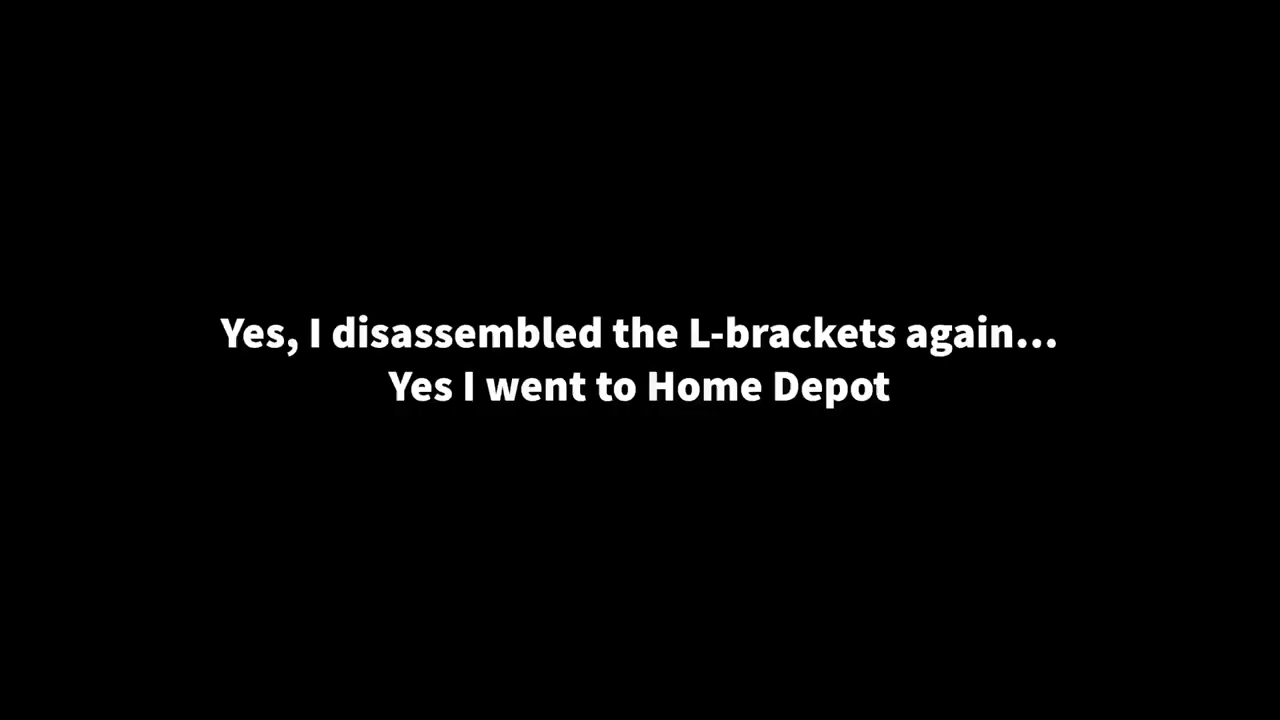 Yes, I disassembled the L-brackets again...
Yes I went to Home Depot